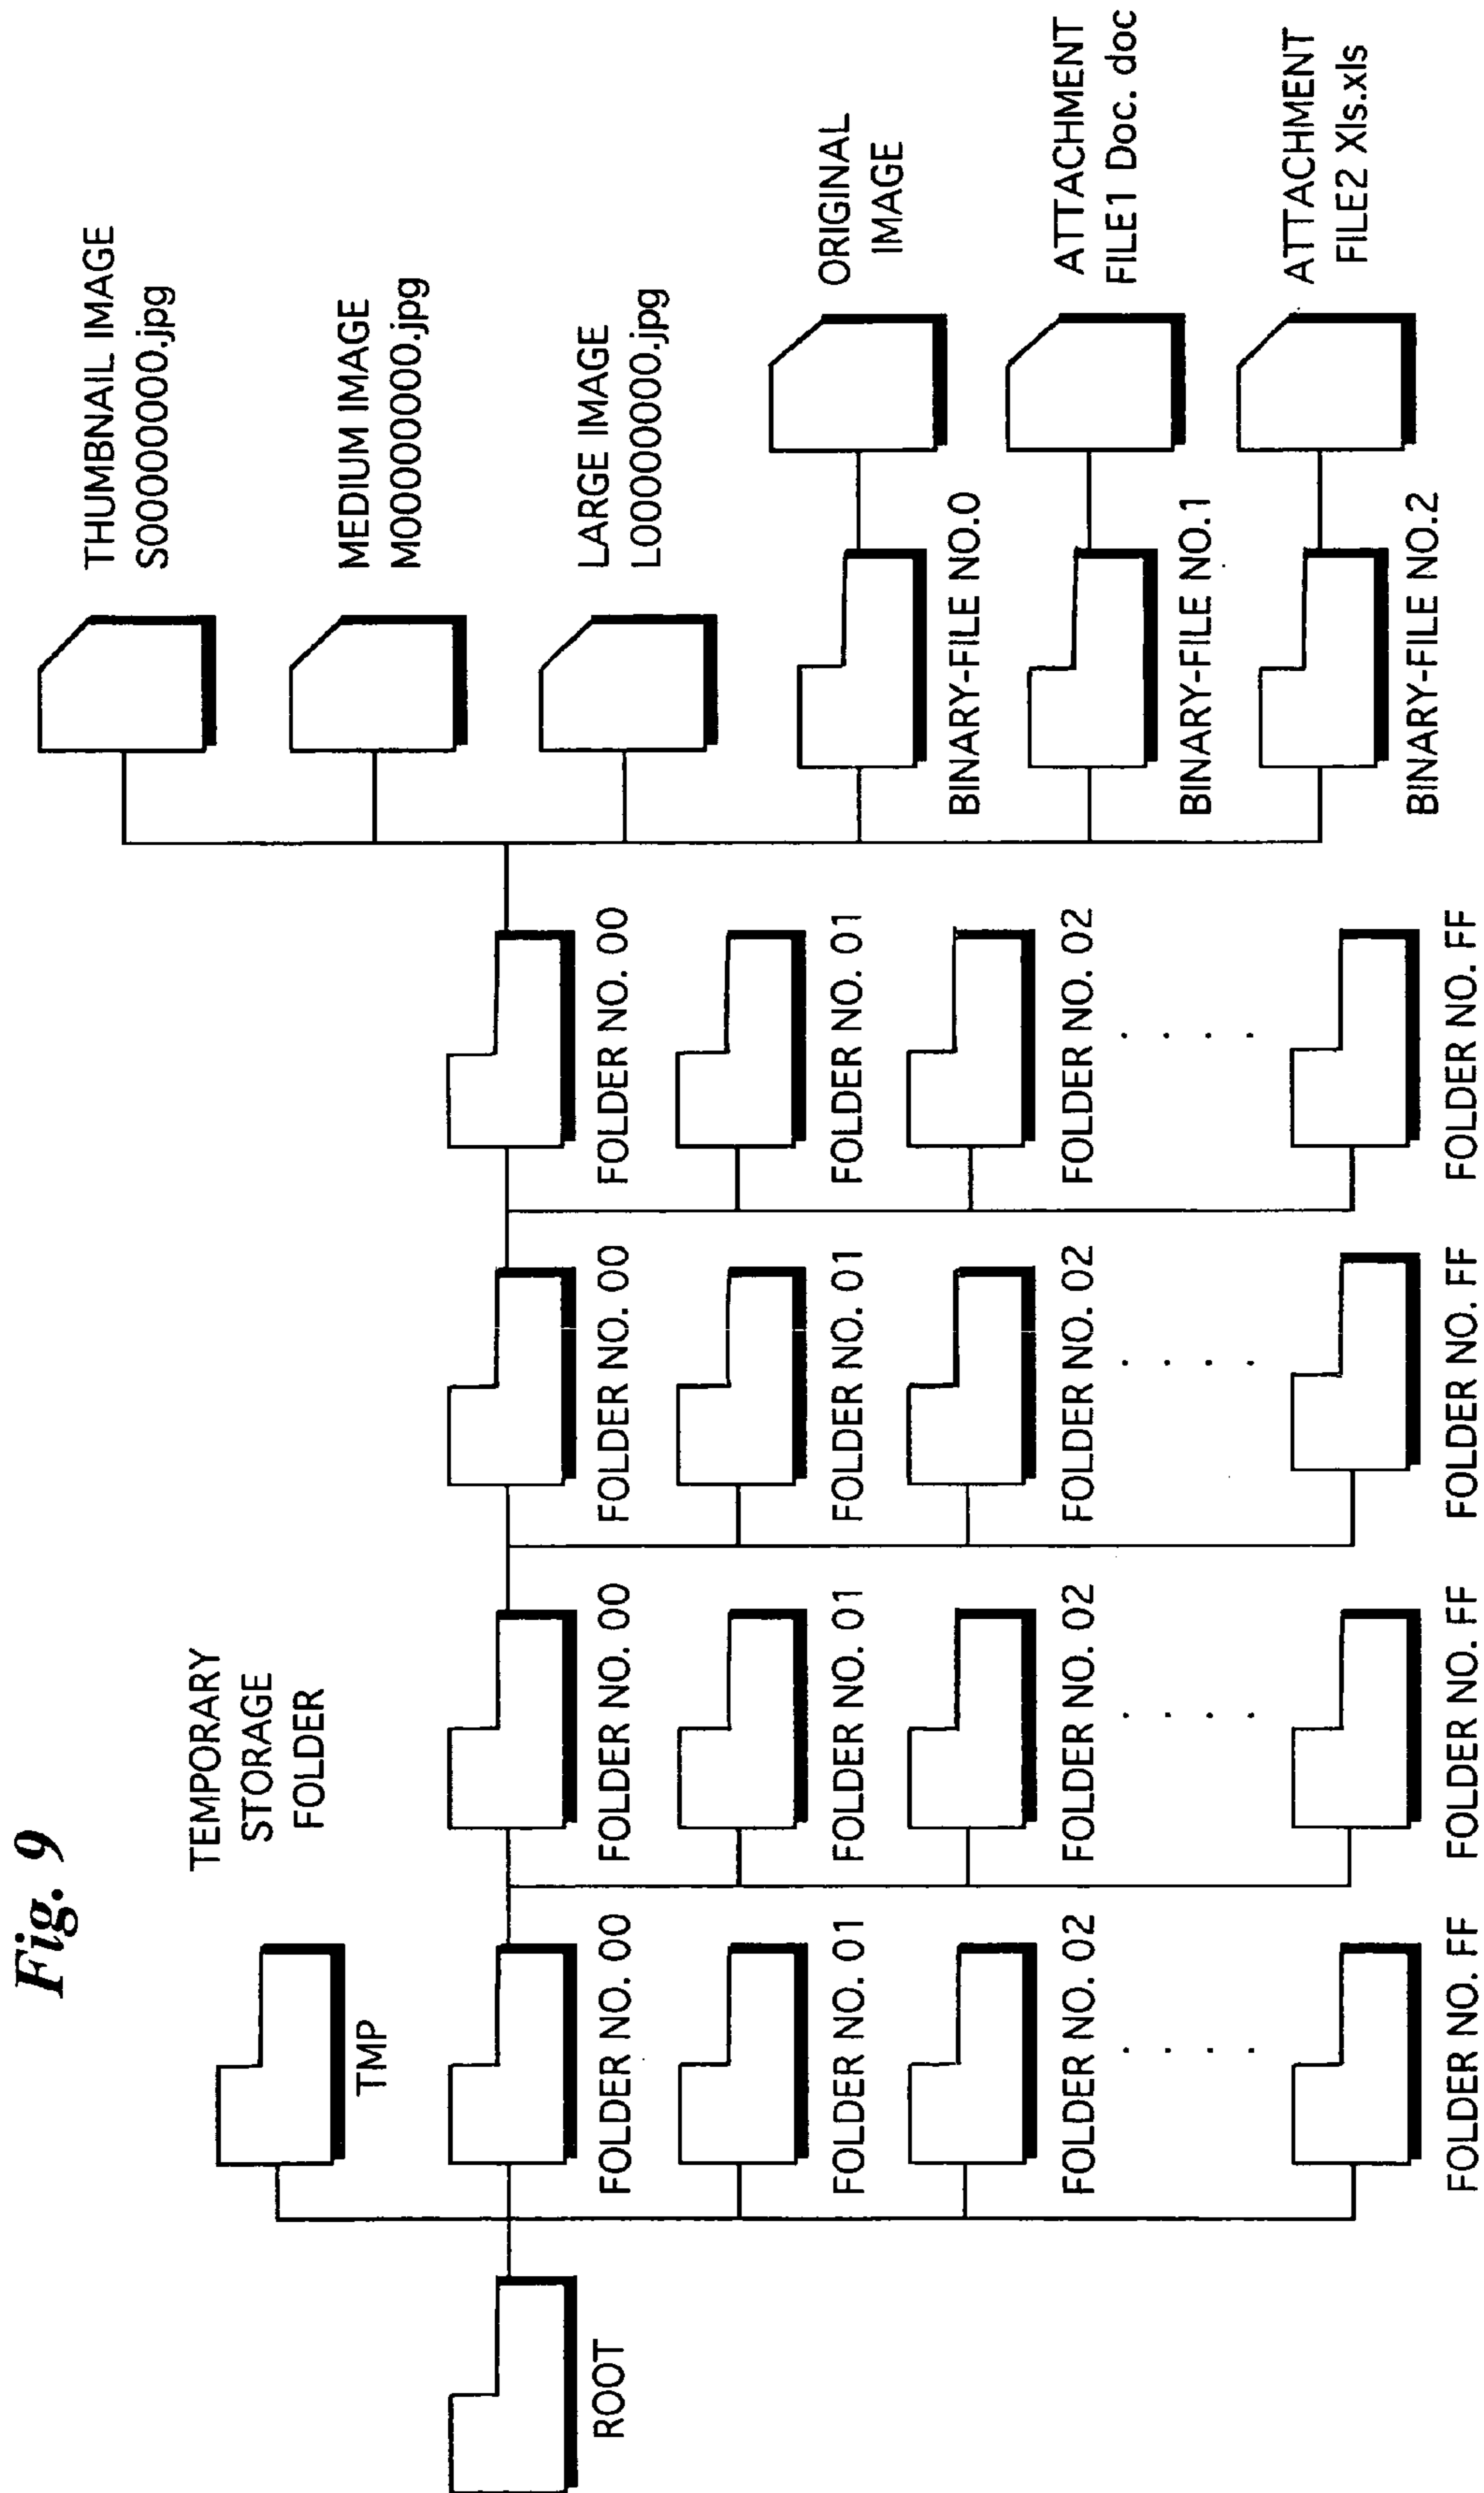 Fig. 9
THUMBNAIL IMAGE
S00000000.jpg
TEMPORARY
STORAGE
FOLDER
TMP
MEDIUM IMAGE
M00000000.jpg
LARGE IMAGE
L00000000.jpg
ROOT
FOLDER NO. 00
FOLDER NO. 00
FOLDER NO. 00
FOLDER NO. 00
ORIGINAL
IMAGE
FOLDER NO. 01
FOLDER NO. 01
FOLDER NO. 01
FOLDER NO. 01
BINARY-FILE NO.0
ATTACHMENT
FILE1 Doc. doc
FOLDER NO. 02
FOLDER NO. 02
FOLDER NO. 02
FOLDER NO. 02
BINARY-FILE NO.1
ATTACHMENT
FILE2 Xls.xls
FOLDER NO. FF
FOLDER NO. FF
FOLDER NO. FF
FOLDER NO. FF
BINARY-FILE NO.2